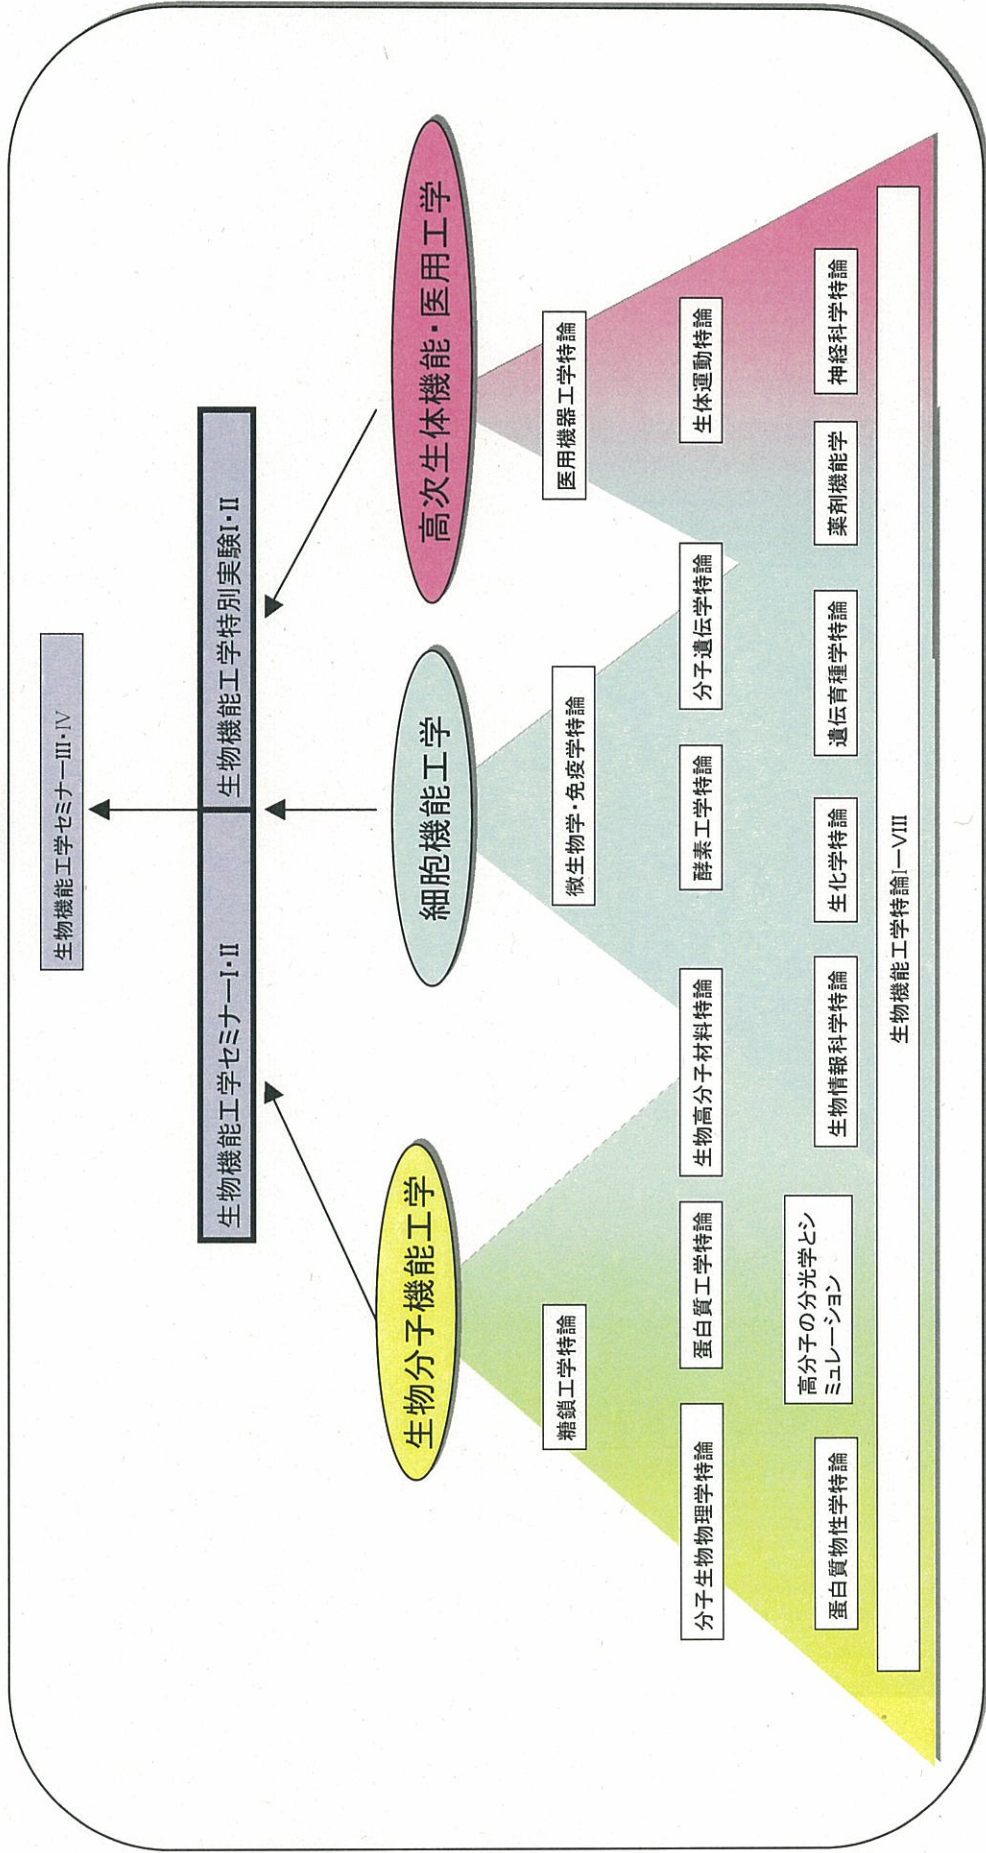 生物機能工学セミナーIII・IV
生物機能工学セミナーI・II
生物機能工学特別実験I・II
生物分子機能工学
細胞機能工学
高次生体機能・医用工学
糖鎖工学特論
微生物学・免疫学特論
医用機器工学特論
分子生物物理学特論
蛋白質工学特論
生物高分子材料特論
酵素工学特論
分子遺伝学特論
生体運動特論
蛋白質物性学特論
高分子の分光学とシ
ミュレーション
生物情報科学特論
生化学特論
遺伝育種学特論
薬剤機能学
神経科学特論
生物機能工学特論I―VIII